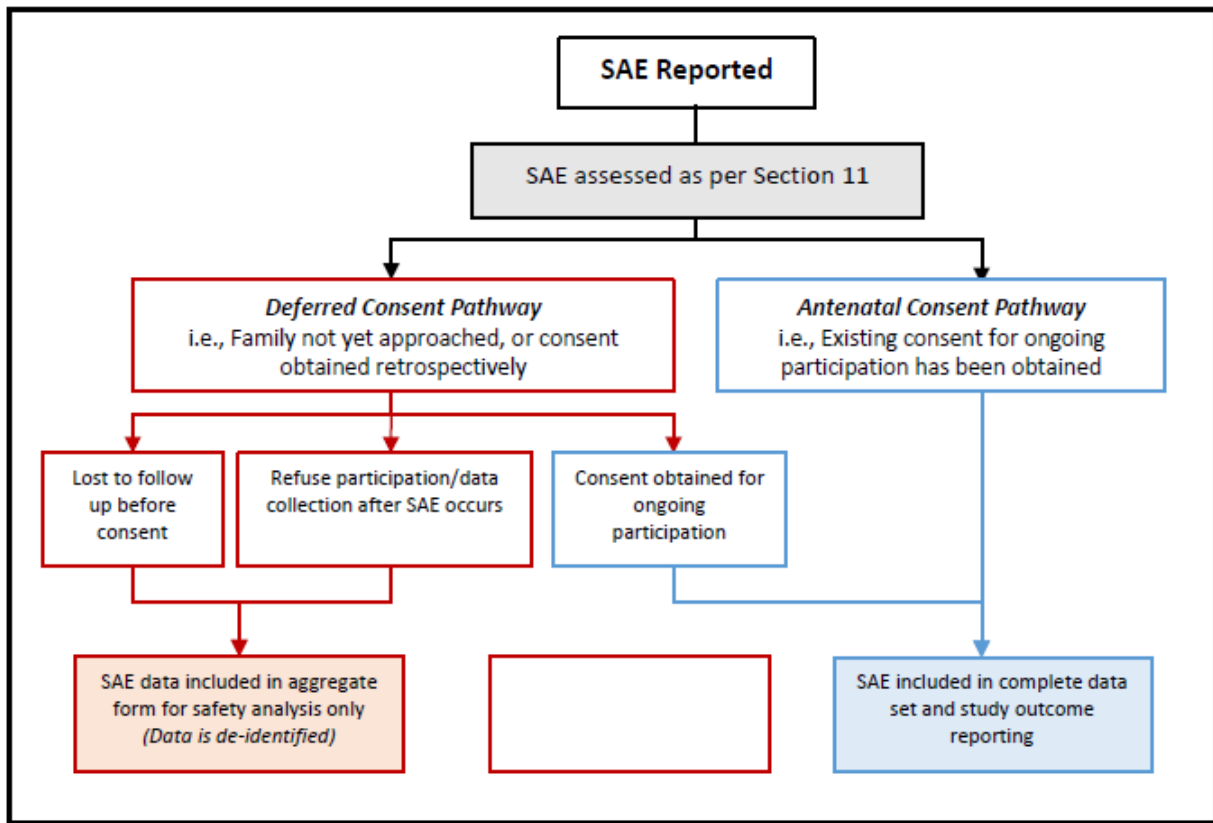 SAE Reported
SAE assessed as per Section 11
Deferred Consent Pathway
i.e., Family not yet approached, or consent
obtained retrospectively
Antenatal Consent Pathway
i.e., Existing consent for ongoing
participation has been obtained
Lost to follow
up before
consent
Refuse participation/data
collection after SAE occurs
Consent obtained for
ongoing
participation
SAE data included in aggregate
form for safety analysis only
(Data is de-identified)
SAE included in complete data
set and study outcome
reporting